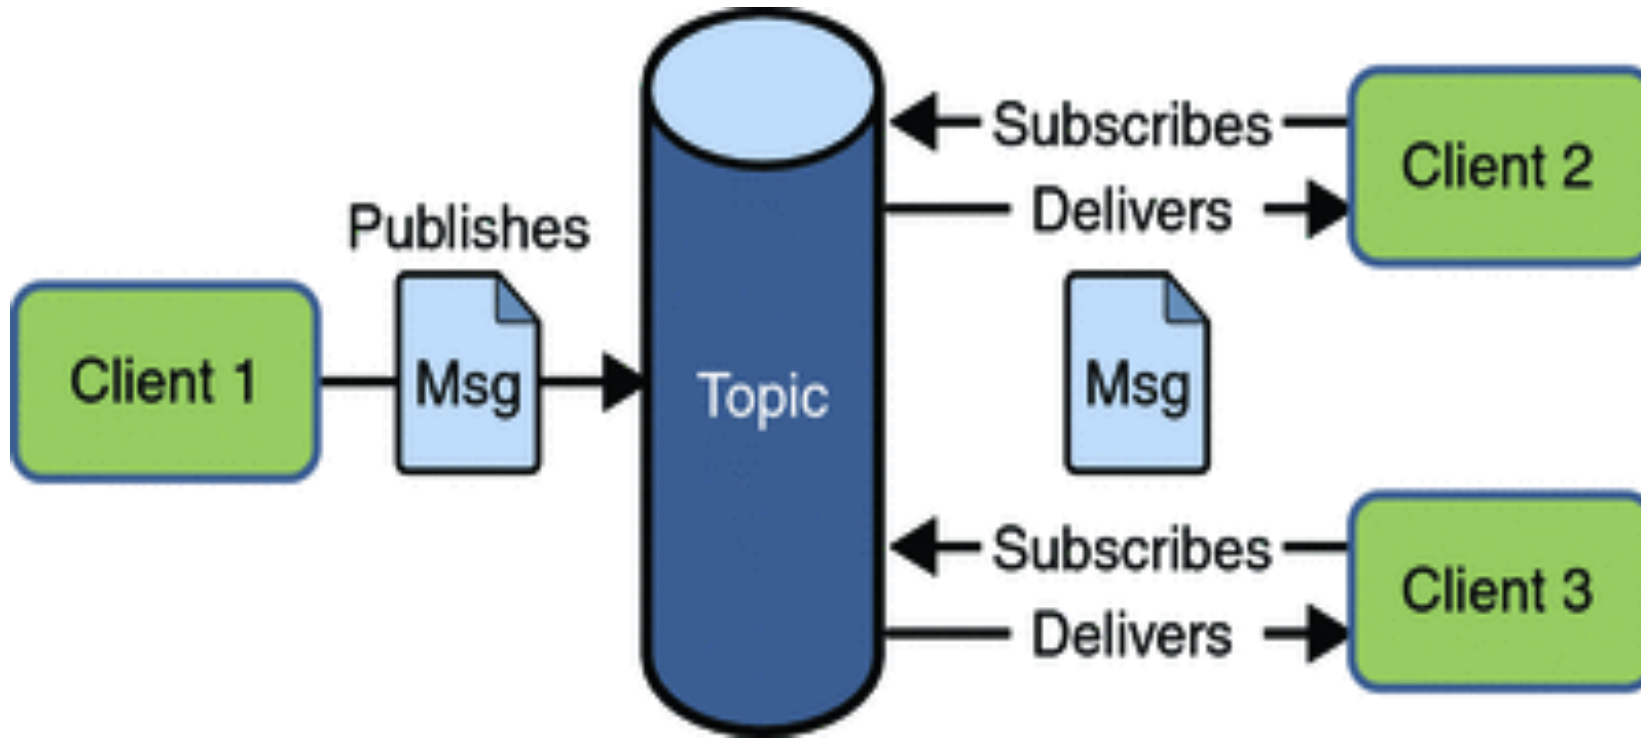 Publishes
Client 1
Msg
Topic
Subscribes
Delivers
Client 2
Msg
Subscribes
Delivers
Client 3